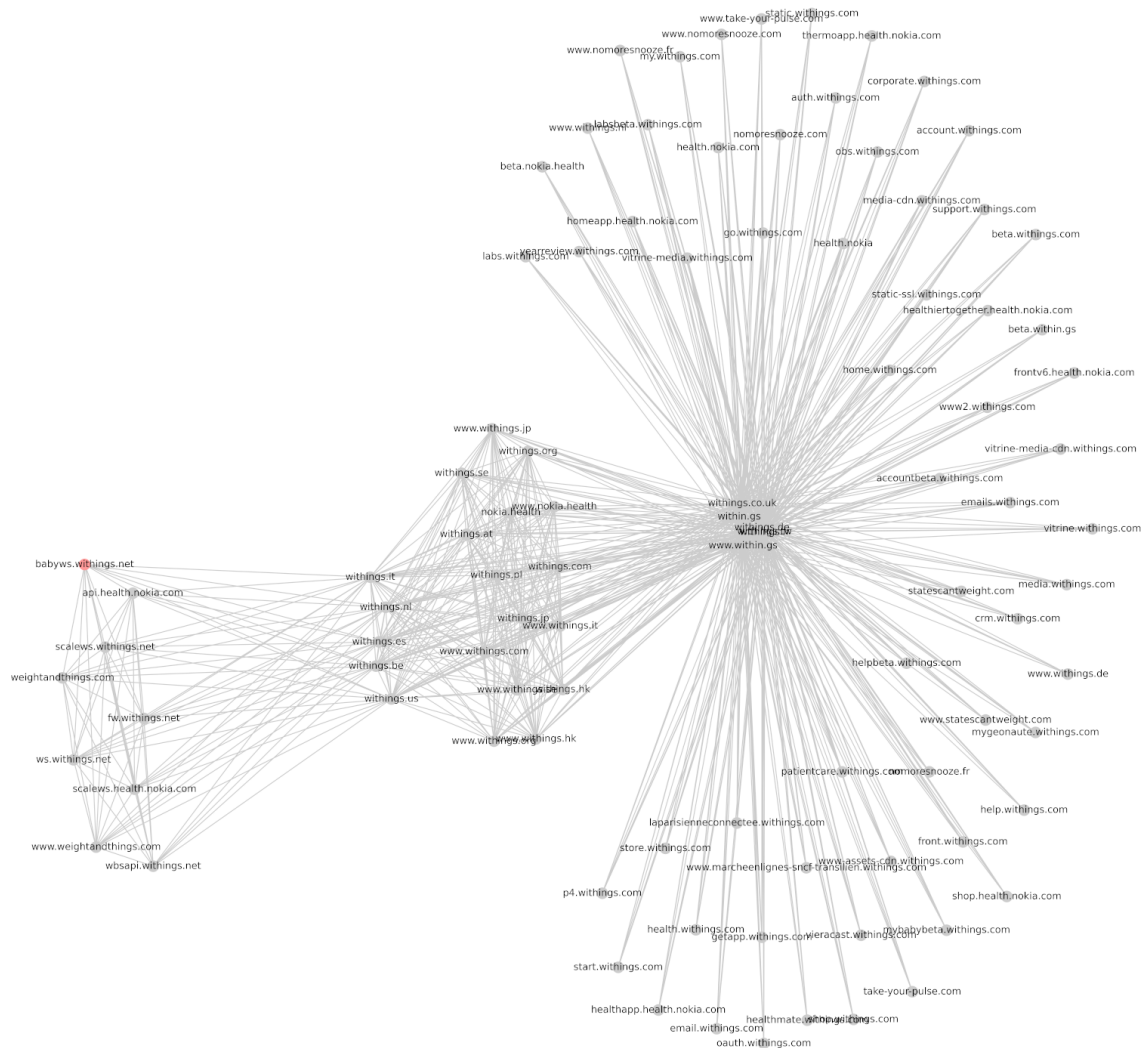 static.withings.com
www.take-your-pulse.com
www.nomoresnooze.com
thermoapp.health.nokia.com
www.nomoresnooze.fr
my.withings.com
corporate.withings.com
auth.withings.com
labsbeta.withings.com
www.withings.nl
account.withings.com
nomoresnooze.com
health.nokia.com
obs.withings.com
beta.nokia.health
media-cdn.withings.com
support.withings.com
homeapp.health.nokia.com
go.withings.com
beta.withings.com
health.nokia
yearreview.withings.com
labs.withings.com
vitrine-media.withings.com
static-ssl.withings.com
healthiertogether.health.nokia.com
beta.within.gs
home.withings.com
frontv6.health.nokia.com
www2.withings.com
www.withings.jp
withings.org
vitrine-media-cdn.withings.com
withings.se
accountbeta.withings.com
withings.co.uk
emails.withings.com
www.nokia.health
nokia.health
within.gs
withings.de
vitrine.withings.com
withings.at
www.within.gs
babyws.withings.net
withings.com
withings.pl
withings.it
media.withings.com
api.health.nokia.com
statescantweight.com
withings.nl
withings.jp
crm.withings.com
www.withings.it
withings.es
scalews.withings.net
www.withings.com
withings.be
helpbeta.withings.com
www.withings.de
weightandthings.com
withings.hk
withings.us
fw.withings.net
www.statescantweight.com
mygeonaute.withings.com
www.withings.org
www.withings.hk
ws.withings.net
patientcare.withings.com
nomoresnooze.fr
scalews.health.nokia.com
help.withings.com
laparisienneconnectee.withings.com
front.withings.com
www.weightandthings.com
store.withings.com
www-assets-cdn.withings.com
wbsapi.withings.net
www.marcheenlignes-sncf-transilien.withings.com
p4.withings.com
shop.health.nokia.com
health.withings.com
getapp.withings.com
vieracast.withings.com
mybabybeta.withings.com
start.withings.com
take-your-pulse.com
healthapp.health.nokia.com
healthmate.withings.com
email.withings.com
oauth.withings.com